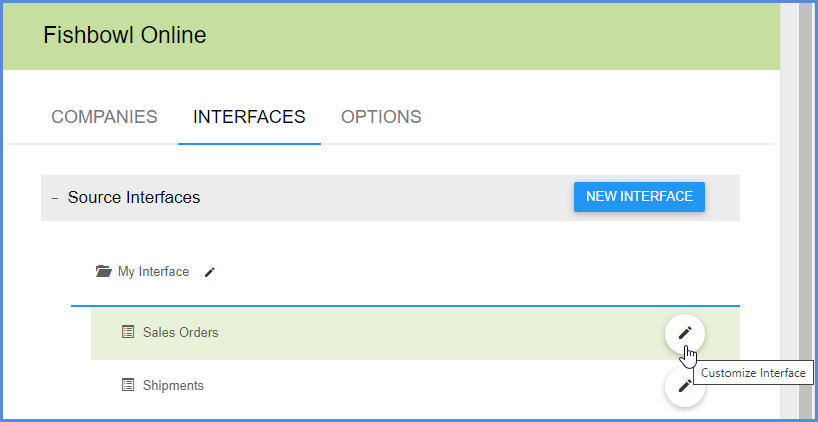 Fishbowl Online
COMPANIES INTERFACES OPTIONS
− Source Interfaces NEW INTERFACE
My Interface
Sales Orders
Customize Interface
Shipments